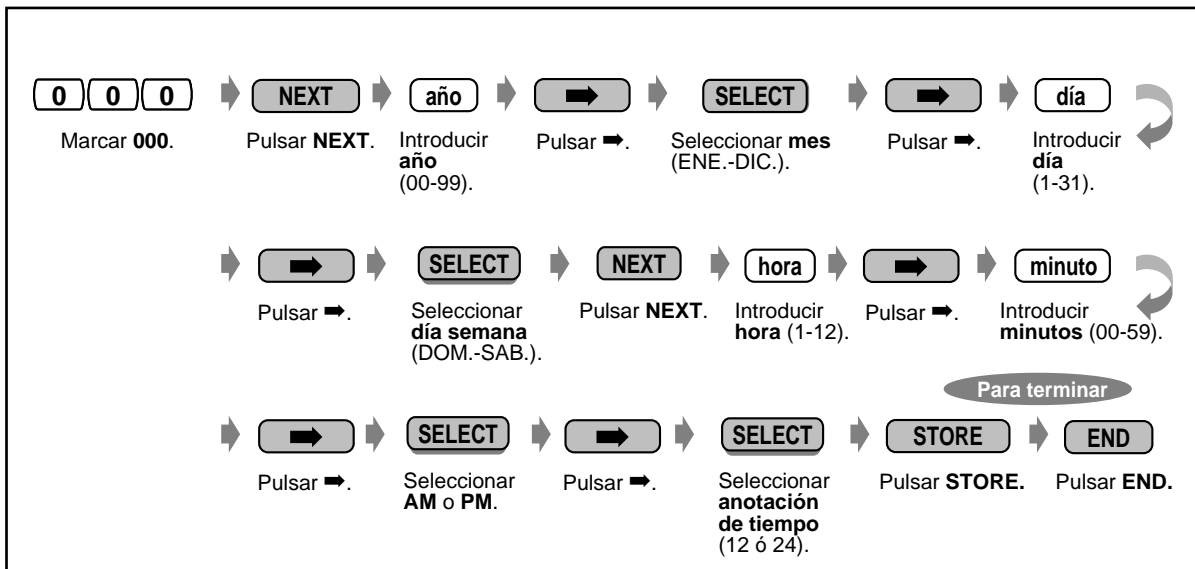 0 0 0 NEXT año ➡ SELECT ➡ día
Marcar 000. Pulsar NEXT. Introducir Pulsar ➡. Seleccionar mes Pulsar ➡. Introducir
año (ENE.-DIC.). día
(00-99). (1-31).
➡ SELECT NEXT hora ➡ minuto
Pulsar ➡. Seleccionar Pulsar NEXT. Introducir Pulsar ➡. Introducir
día semana hora (1-12). minutos (00-59).
(DOM.-SAB.).
Para terminar
➡ SELECT ➡ SELECT STORE END
Pulsar ➡. Seleccionar Pulsar ➡. Seleccionar Pulsar STORE. Pulsar END.
AM o PM. anotación
de tiempo
(12 ó 24).